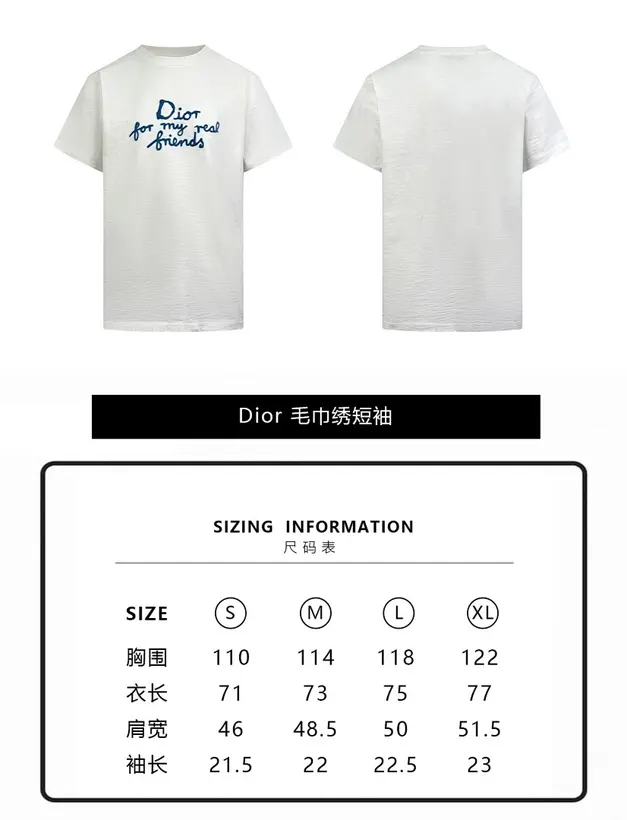 Dior
for my real
friends
Dior 毛巾绣短袖
SIZING INFORMATION
尺码表
SIZE S M L XL
胸围 110 114 118 122
衣长 71 73 75 77
肩宽 46 48.5 50 51.5
袖长 21.5 22 22.5 23